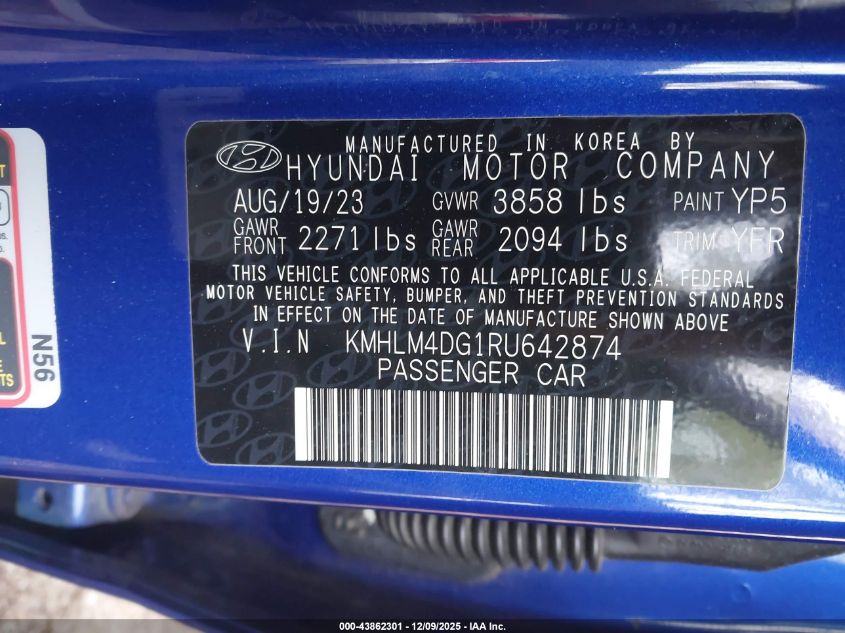 MANUFACTURED IN KOREA BY
HYUNDAI MOTOR COMPANY
AUG/19/23 GVWR 3858 lbs PAINT YP5
GAWR FRONT 2271 lbs GAWR REAR 2094 lbs TRIM YFR
THIS VEHICLE CONFORMS TO ALL APPLICABLE U.S.A. FEDERAL
MOTOR VEHICLE SAFETY, BUMPER, AND THEFT PREVENTION STANDARDS
IN EFFECT ON THE DATE OF MANUFACTURE SHOWN ABOVE
V.I.N KMHLM4DG1RU642874
PASSENGER CAR
N56
000-43862301 - 12/09/2025 - IAA Inc.